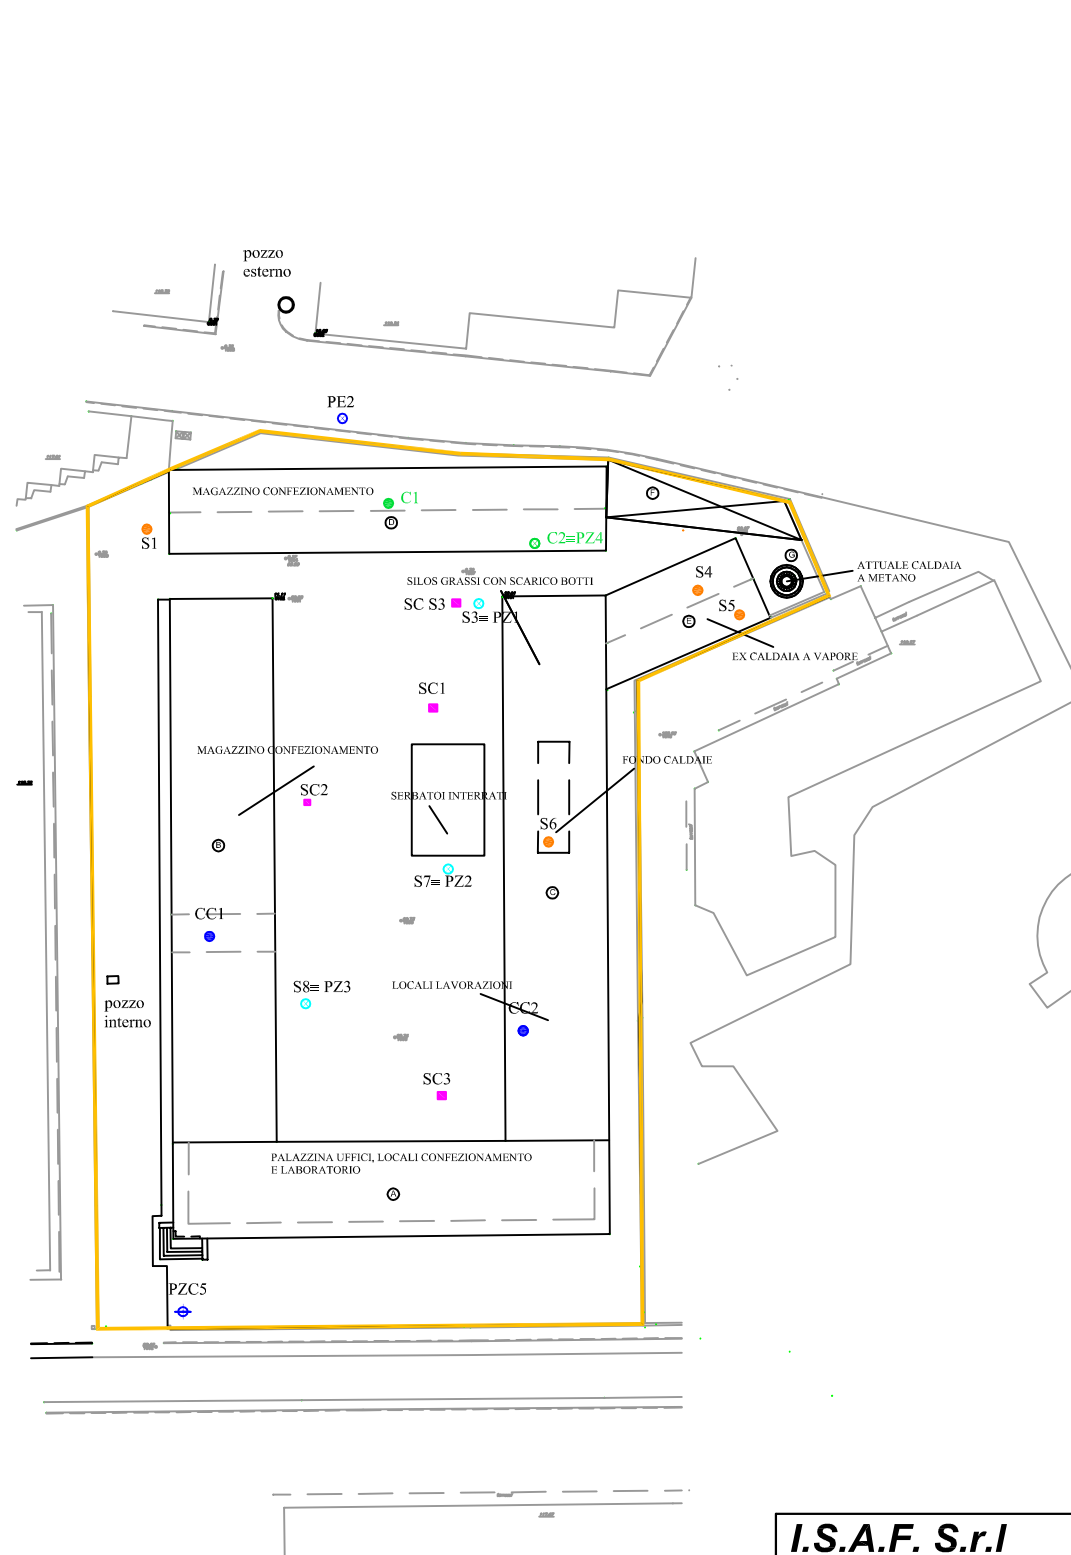 pozzo
esterno
PE2
MAGAZZINO CONFEZIONAMENTO
C1
F
D
S1
C2≡PZ4
G
ATTUALE CALDAIA
A METANO
SILOS GRASSI CON SCARICO BOTTI
S4
SC S3
S3≡ PZ1
S5
E
EX CALDAIA A VAPORE
SC1
MAGAZZINO CONFEZIONAMENTO
FONDO CALDAIE
SC2
SERBATOI INTERRATI
S6
B
S7≡ PZ2
C
CC1
S8≡ PZ3
LOCALI LAVORAZIONI
pozzo
interno
CC2
SC3
PALAZZINA UFFICI, LOCALI CONFEZIONAMENTO
E LABORATORIO
A
PZC5
I.S.A.F. S.r.l